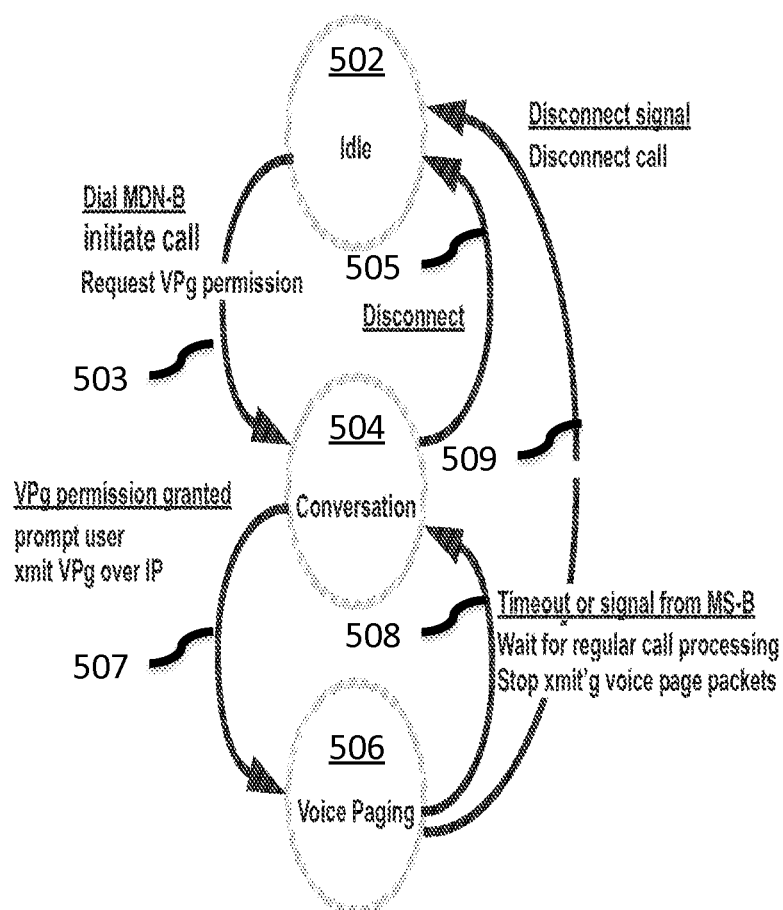 502
Idle
Disconnect signal
Disconnect call
Dial MDN-B
initiate call
Request VPg permission
505
Disconnect
503
504
Conversation
509
VPg permission granted
prompt user
xmit VPg over IP
Timeout or signal from MS-B
Wait for regular call processing
Stop xmit'g voice page packets
508
507
506
Voice Paging